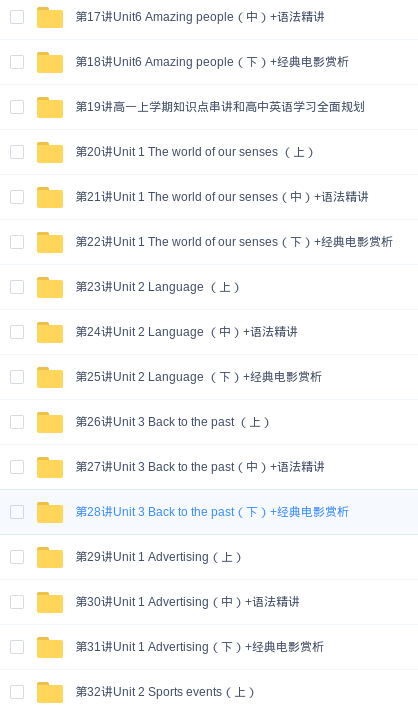 第17讲Unit6 Amazing people（中）+语法精讲
第18讲Unit6 Amazing people（下）+经典电影赏析
第19讲高一上学期知识点串讲和高中英语学习全面规划
第20讲Unit 1 The world of our senses （上）
第21讲Unit 1 The world of our senses（中）+语法精讲
第22讲Unit 1 The world of our senses（下）+经典电影赏析
第23讲Unit 2 Language （上）
第24讲Unit 2 Language （中）+语法精讲
第25讲Unit 2 Language （下）+经典电影赏析
第26讲Unit 3 Back to the past （上）
第27讲Unit 3 Back to the past（中）+语法精讲
第28讲Unit 3 Back to the past（下）+经典电影赏析
第29讲Unit 1 Advertising（上）
第30讲Unit 1 Advertising（中）+语法精讲
第31讲Unit 1 Advertising（下）+经典电影赏析
第32讲Unit 2 Sports events（上）